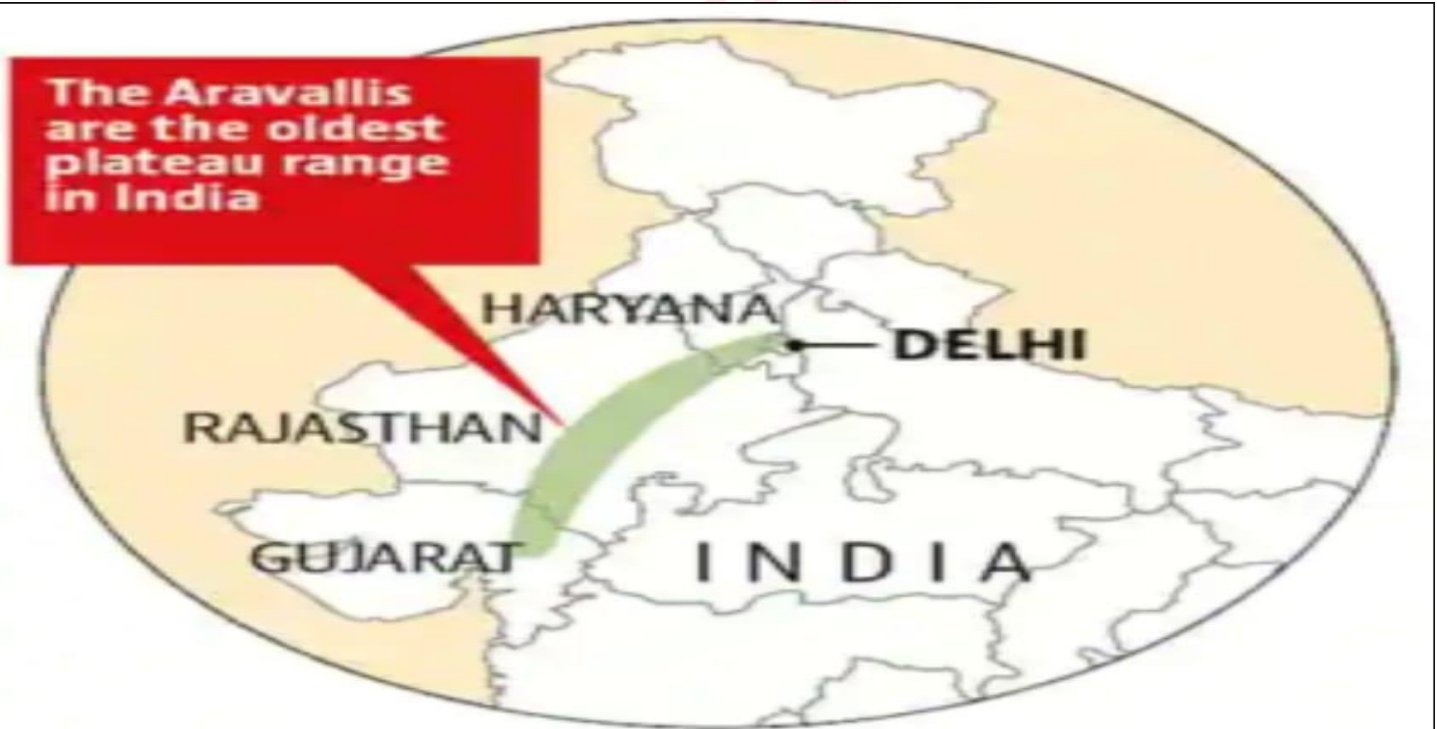 The Aravallis
are the oldest
plateau range
in India
HARYANA
DELHI
RAJASTHAN
GUJARAT
INDIA